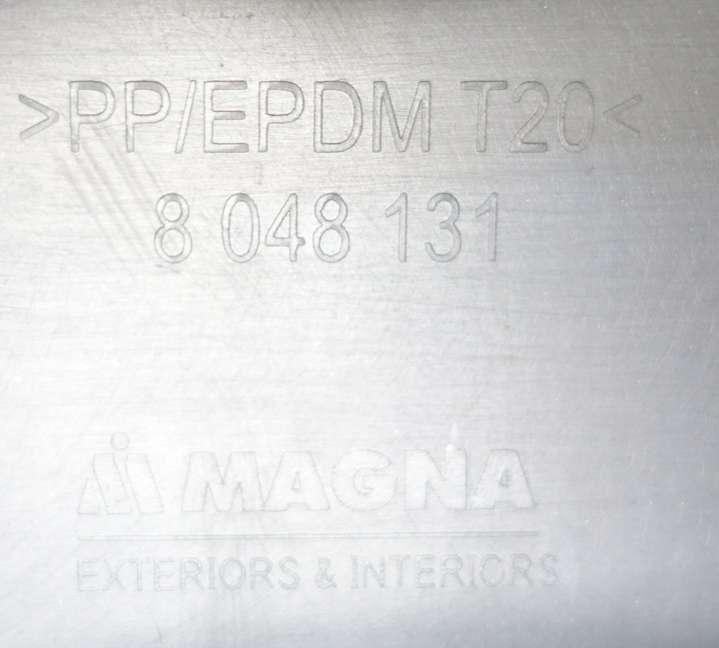 >PP/EPDM T20<
8 048 131
MAGNA
EXTERIORS & INTERIORS